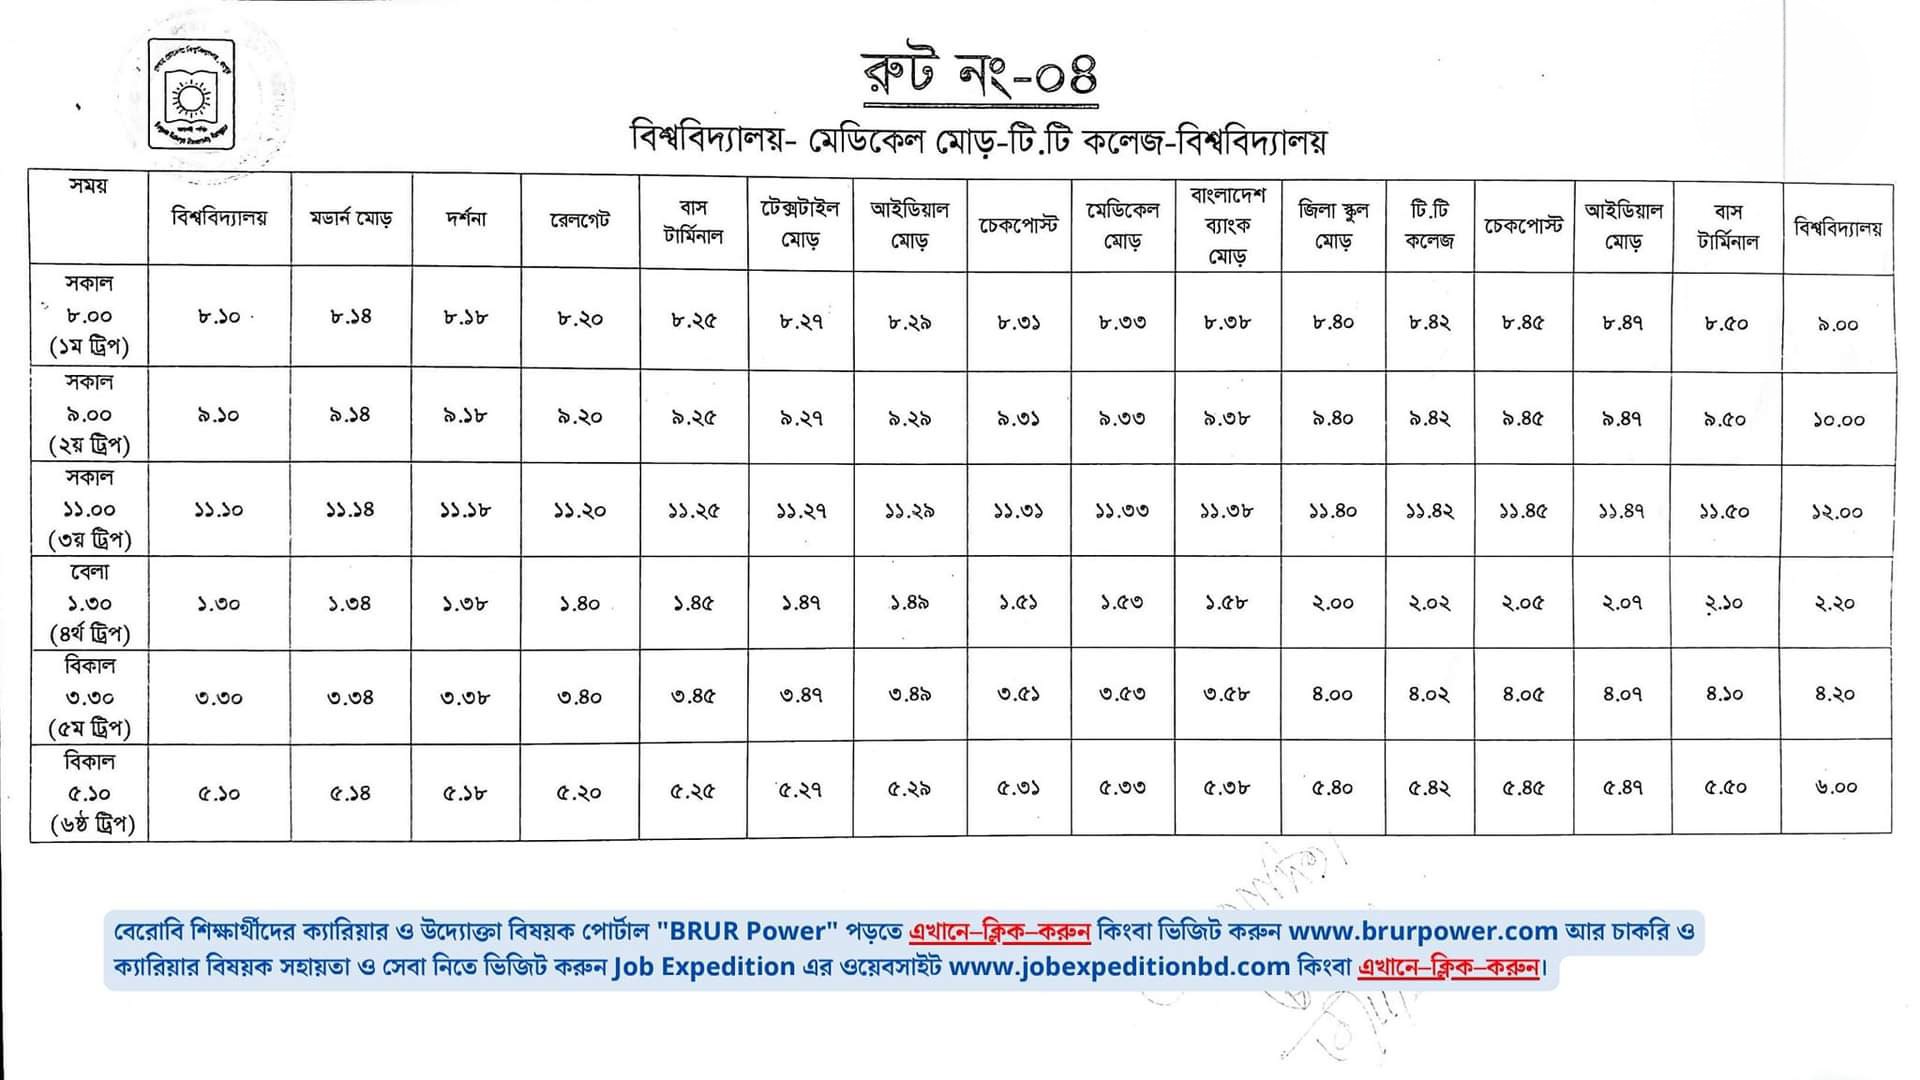 রুট নং-০৪
বিশ্ববিদ্যালয়- মেডিকেল মোড়-টি.টি কলেজ-বিশ্ববিদ্যালয়
সময় বিশ্ববিদ্যালয় মডার্ন মোড় দর্শনা রেলগেট বাস টার্মিনাল টেক্সটাইল মোড় আইডিয়াল মোড় চেকপোস্ট মেডিকেল মোড় বাংলাদেশ ব্যাংক মোড় জিলা স্কুল মোড় টি.টি কলেজ চেকপোস্ট আইডিয়াল মোড় বাস টার্মিনাল বিশ্ববিদ্যালয়
সকাল ৮.০০ (১ম ট্রিপ) ৮.১০ ৮.১৪ ৮.১৮ ৮.২০ ৮.২৫ ৮.২৭ ৮.২৯ ৮.৩১ ৮.৩৩ ৮.৩৮ ৮.৪০ ৮.৪২ ৮.৪৫ ৮.৪৭ ৮.৫০ ৯.০০
সকাল ৯.০০ (২য় ট্রিপ) ৯.১০ ৯.১৪ ৯.১৮ ৯.২০ ৯.২৫ ৯.২৭ ৯.২৯ ৯.৩১ ৯.৩৩ ৯.৩৮ ৯.৪০ ৯.৪২ ৯.৪৫ ৯.৪৭ ৯.৫০ ১০.০০
সকাল ১১.০০ (৩য় ট্রিপ) ১১.১০ ১১.১৪ ১১.১৮ ১১.২০ ১১.২৫ ১১.২৭ ১১.২৯ ১১.৩১ ১১.৩৩ ১১.৩৮ ১১.৪০ ১১.৪২ ১১.৪৫ ১১.৪৭ ১১.৫০ ১২.০০
বেলা ১.৩০ (৪র্থ ট্রিপ) ১.৩০ ১.৩৪ ১.৩৮ ১.৪০ ১.৪৫ ১.৪৭ ১.৪৯ ১.৫১ ১.৫৩ ১.৫৮ ২.০০ ২.০২ ২.০৫ ২.০৭ ২.১০ ২.২০
বিকাল ৩.৩০ (৫ম ট্রিপ) ৩.৩০ ৩.৩৪ ৩.৩৮ ৩.৪০ ৩.৪৫ ৩.৪৭ ৩.৪৯ ৩.৫১ ৩.৫৩ ৩.৫৮ ৪.০০ ৪.০২ ৪.০৫ ৪.০৭ ৪.১০ ৪.২০
বিকাল ৫.১০ (৬ষ্ঠ ট্রিপ) ৫.১০ ৫.১৪ ৫.১৮ ৫.২০ ৫.২৫ ৫.২৭ ৫.২৯ ৫.৩১ ৫.৩৩ ৫.৩৮ ৫.৪০ ৫.৪২ ৫.৪৫ ৫.৪৭ ৫.৫০ ৬.০০
বেরোবি শিক্ষার্থীদের ক্যারিয়ার ও উদ্যোক্তা বিষয়ক পোর্টাল "BRUR Power" পড়তে এখানে–ক্লিক–করুন কিংবা ভিজিট করুন www.brurpower.com আর চাকরি ও
ক্যারিয়ার বিষয়ক সহায়তা ও সেবা নিতে ভিজিট করুন Job Expedition এর ওয়েবসাইট www.jobexpeditionbd.com কিংবা এখানে–ক্লিক–করুন।